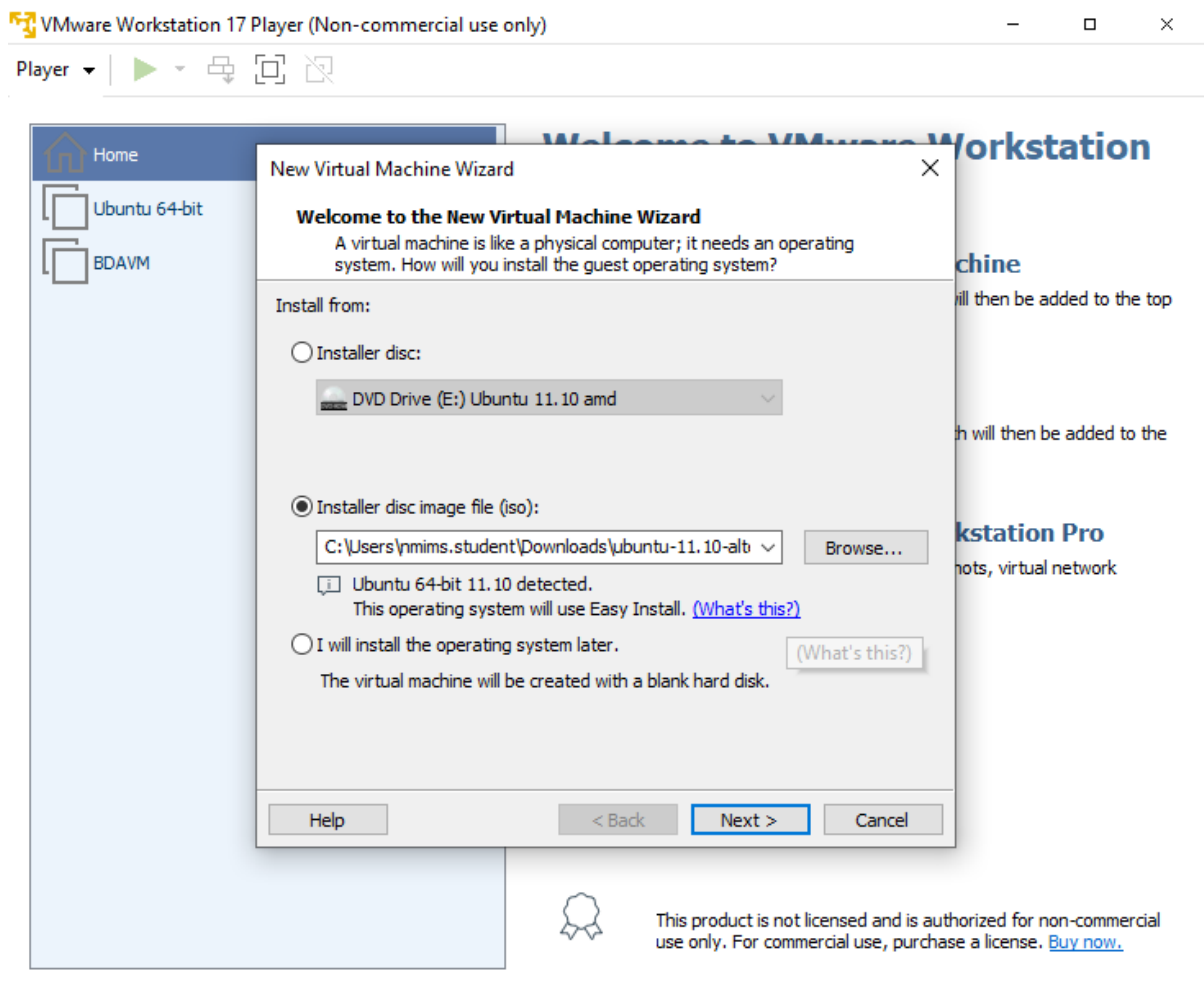 VMware Workstation 17 Player (Non-commercial use only)
Player
Welcome to VMware Workstation
Home
Ubuntu 64-bit
BDAVM
New Virtual Machine Wizard
Welcome to the New Virtual Machine Wizard
A virtual machine is like a physical computer; it needs an operating
system. How will you install the guest operating system?
Install from:
Installer disc:
DVD Drive (E:) Ubuntu 11.10 amd
Installer disc image file (iso):
C:\Users\nmims.student\Downloads\ubuntu-11.10-alt
Browse...
Ubuntu 64-bit 11.10 detected.
This operating system will use Easy Install. (What's this?)
I will install the operating system later.
(What's this?)
The virtual machine will be created with a blank hard disk.
Help
< Back
Next >
Cancel
chine
ill then be added to the top
h will then be added to the
kstation Pro
hots, virtual network
This product is not licensed and is authorized for non-commercial
use only. For commercial use, purchase a license. Buy now.